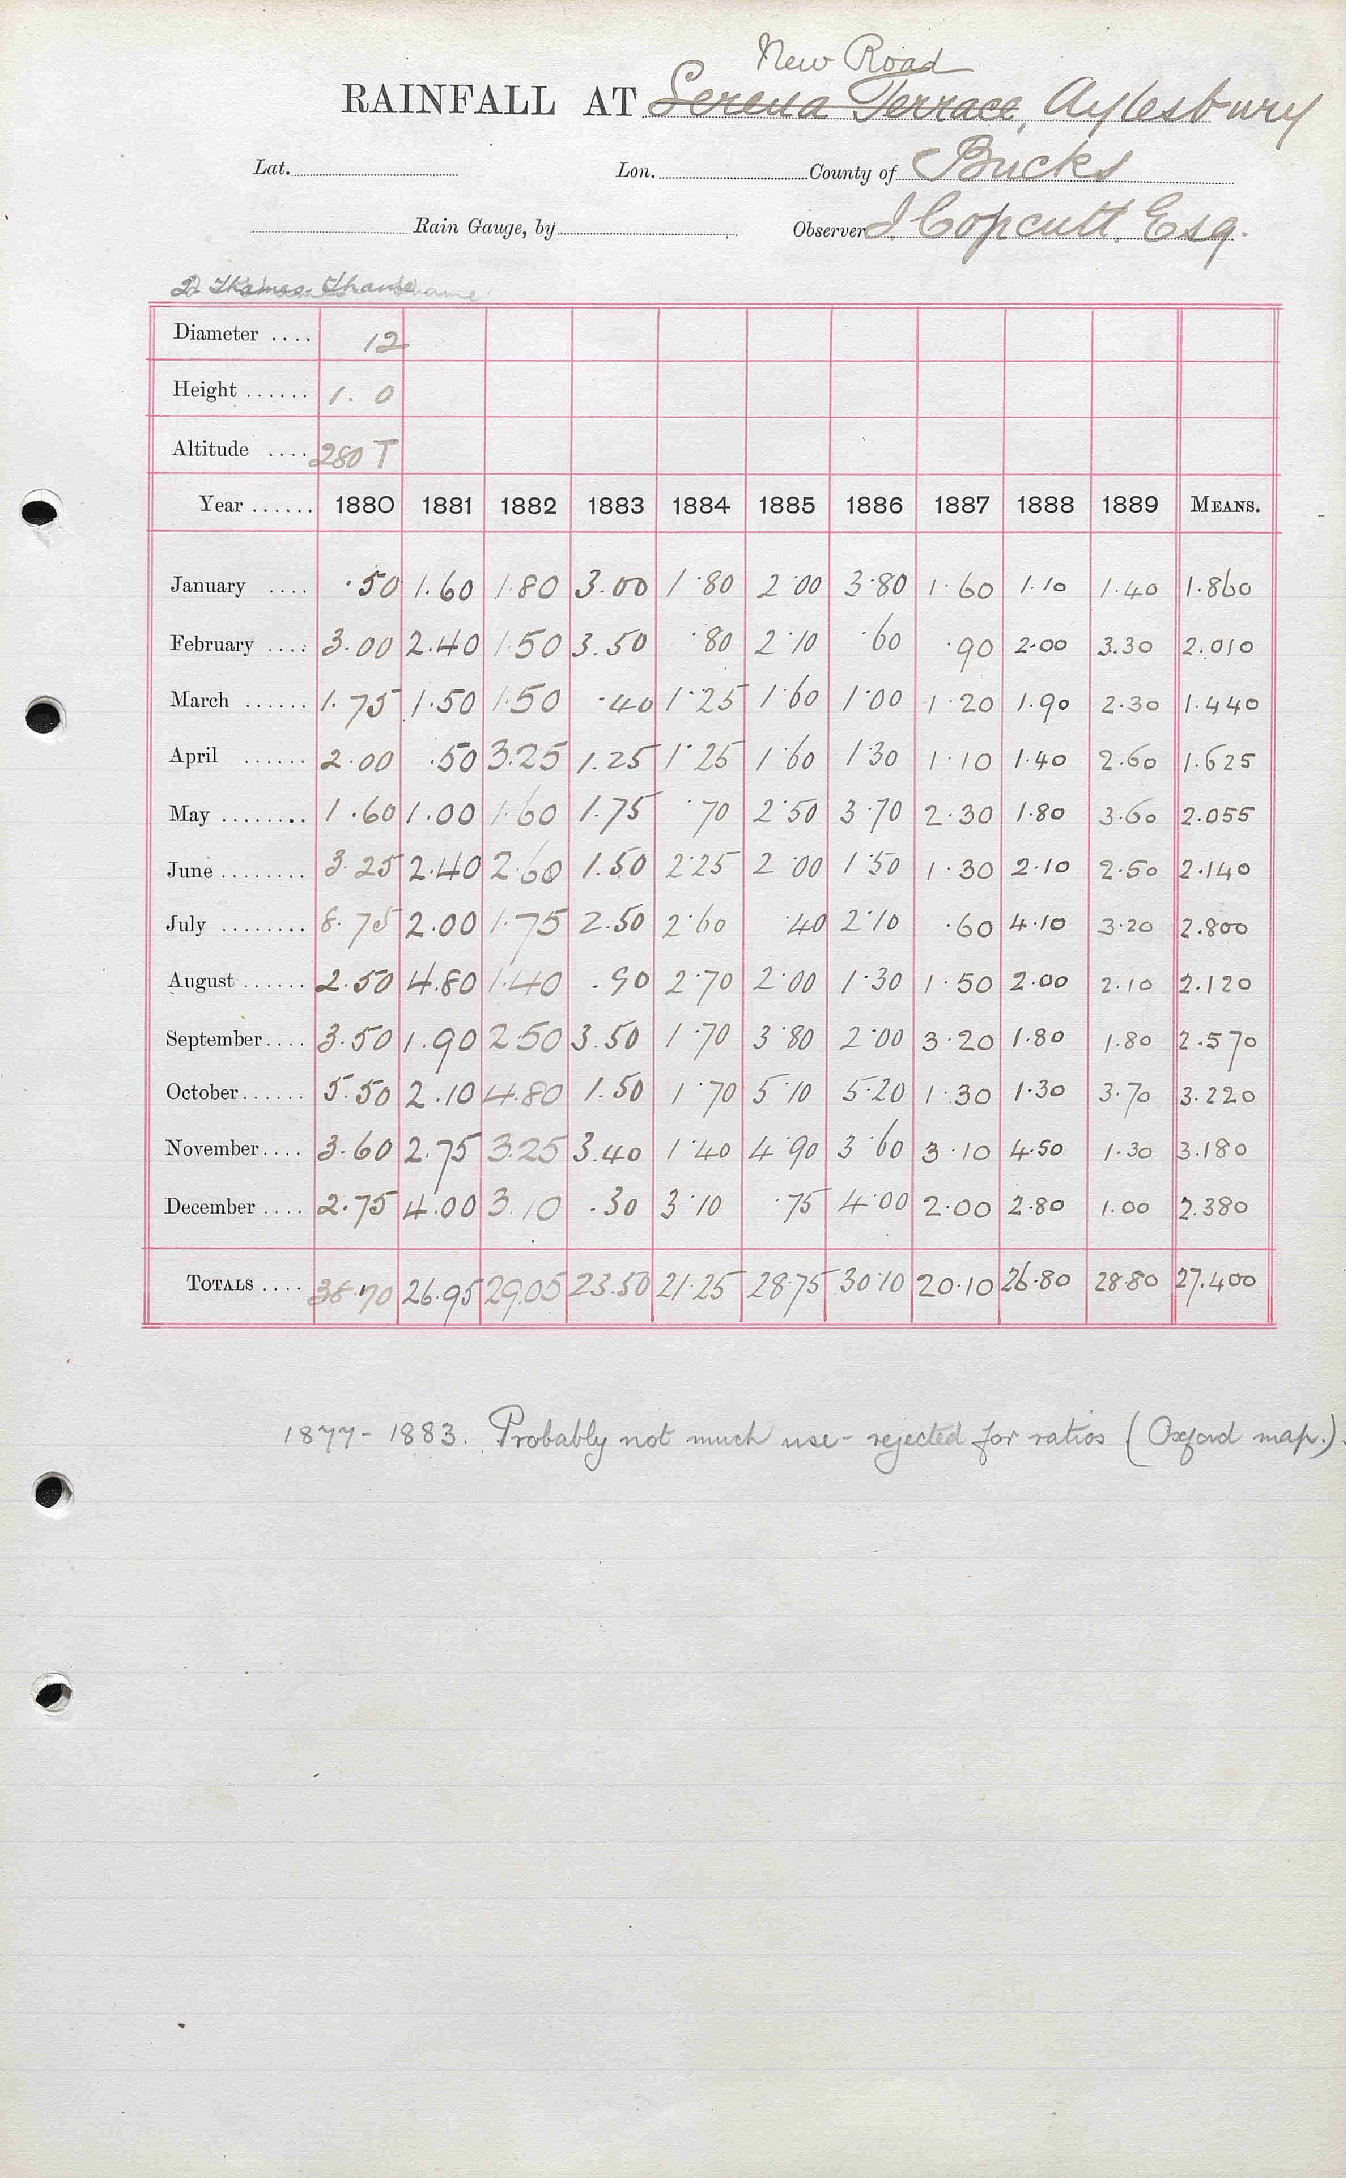 New Road
RAINFALL AT Serena Terrace, Aylesbury
Lat. Lon. County of Bucks
Rain Gauge, by Observer J Copcutt, Esq.
Thames Thame
Diameter .... 12
Height ...... 1. 0
Altitude .... 280 T
Year ...... 1880 1881 1882 1883 1884 1885 1886 1887 1888 1889 MEANS.
January .... .50 1.60 1.80 3.00 1.80 2.00 3.80 1.60 1.10 1.40 1.860
February .... 3.00 2.40 1.50 3.50 .80 2.10 .60 .90 2.00 3.30 2.010
March ...... 1.75 1.50 1.50 .40 1.25 1.60 1.00 1.20 1.90 2.30 1.440
April ...... 2.00 .50 3.25 1.25 1.25 1.60 1.30 1.10 1.40 2.60 1.625
May ........ 1.60 1.00 1.60 1.75 .70 2.50 3.70 2.30 1.80 3.60 2.055
June ........ 3.25 2.40 2.60 1.50 2.25 2.00 1.50 1.30 2.10 2.50 2.140
July ........ 8.75 2.00 1.75 2.50 2.60 .40 2.10 .60 4.10 3.20 2.800
August ...... 2.50 4.80 1.40 .90 2.70 2.00 1.30 1.50 2.00 2.10 2.120
September.... 3.50 1.90 2.50 3.50 1.70 3.80 2.00 3.20 1.80 1.80 2.570
October...... 5.50 2.10 4.80 1.50 1.70 5.10 5.20 1.30 1.30 3.70 3.220
November.... 3.60 2.75 3.25 3.40 1.40 4.90 3.60 3.10 4.50 1.30 3.180
December .... 2.75 4.00 3.10 .30 3.10 .75 4.00 2.00 2.80 1.00 2.380
TOTALS .... 38.70 26.95 29.05 23.50 21.25 28.75 30.10 20.10 26.80 28.80 27.400
1877-1883. Probably not much use - rejected for ratios (Oxford map.).